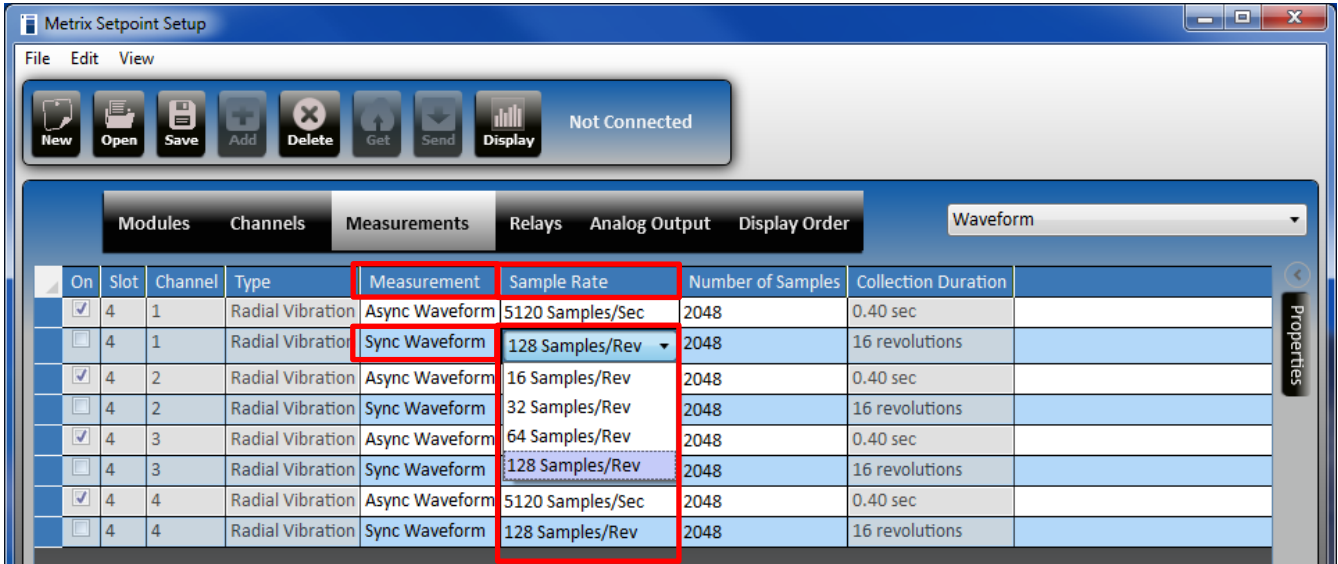 Metrix Setpoint Setup
File Edit View
New Open Save Add Delete Get Send Display Not Connected
Modules Channels Measurements Relays Analog Output Display Order Waveform
On Slot Channel Type Measurement Sample Rate Number of Samples Collection Duration
4 1 Radial Vibration Async Waveform 5120 Samples/Sec 2048 0.40 sec
4 1 Radial Vibration Sync Waveform 128 Samples/Rev 2048 16 revolutions
4 2 Radial Vibration Async Waveform 16 Samples/Rev 2048 0.40 sec
4 2 Radial Vibration Sync Waveform 32 Samples/Rev 2048 16 revolutions
4 3 Radial Vibration Async Waveform 64 Samples/Rev 2048 0.40 sec
4 3 Radial Vibration Sync Waveform 128 Samples/Rev 2048 16 revolutions
4 4 Radial Vibration Async Waveform 5120 Samples/Sec 2048 0.40 sec
4 4 Radial Vibration Sync Waveform 128 Samples/Rev 2048 16 revolutions
Properties